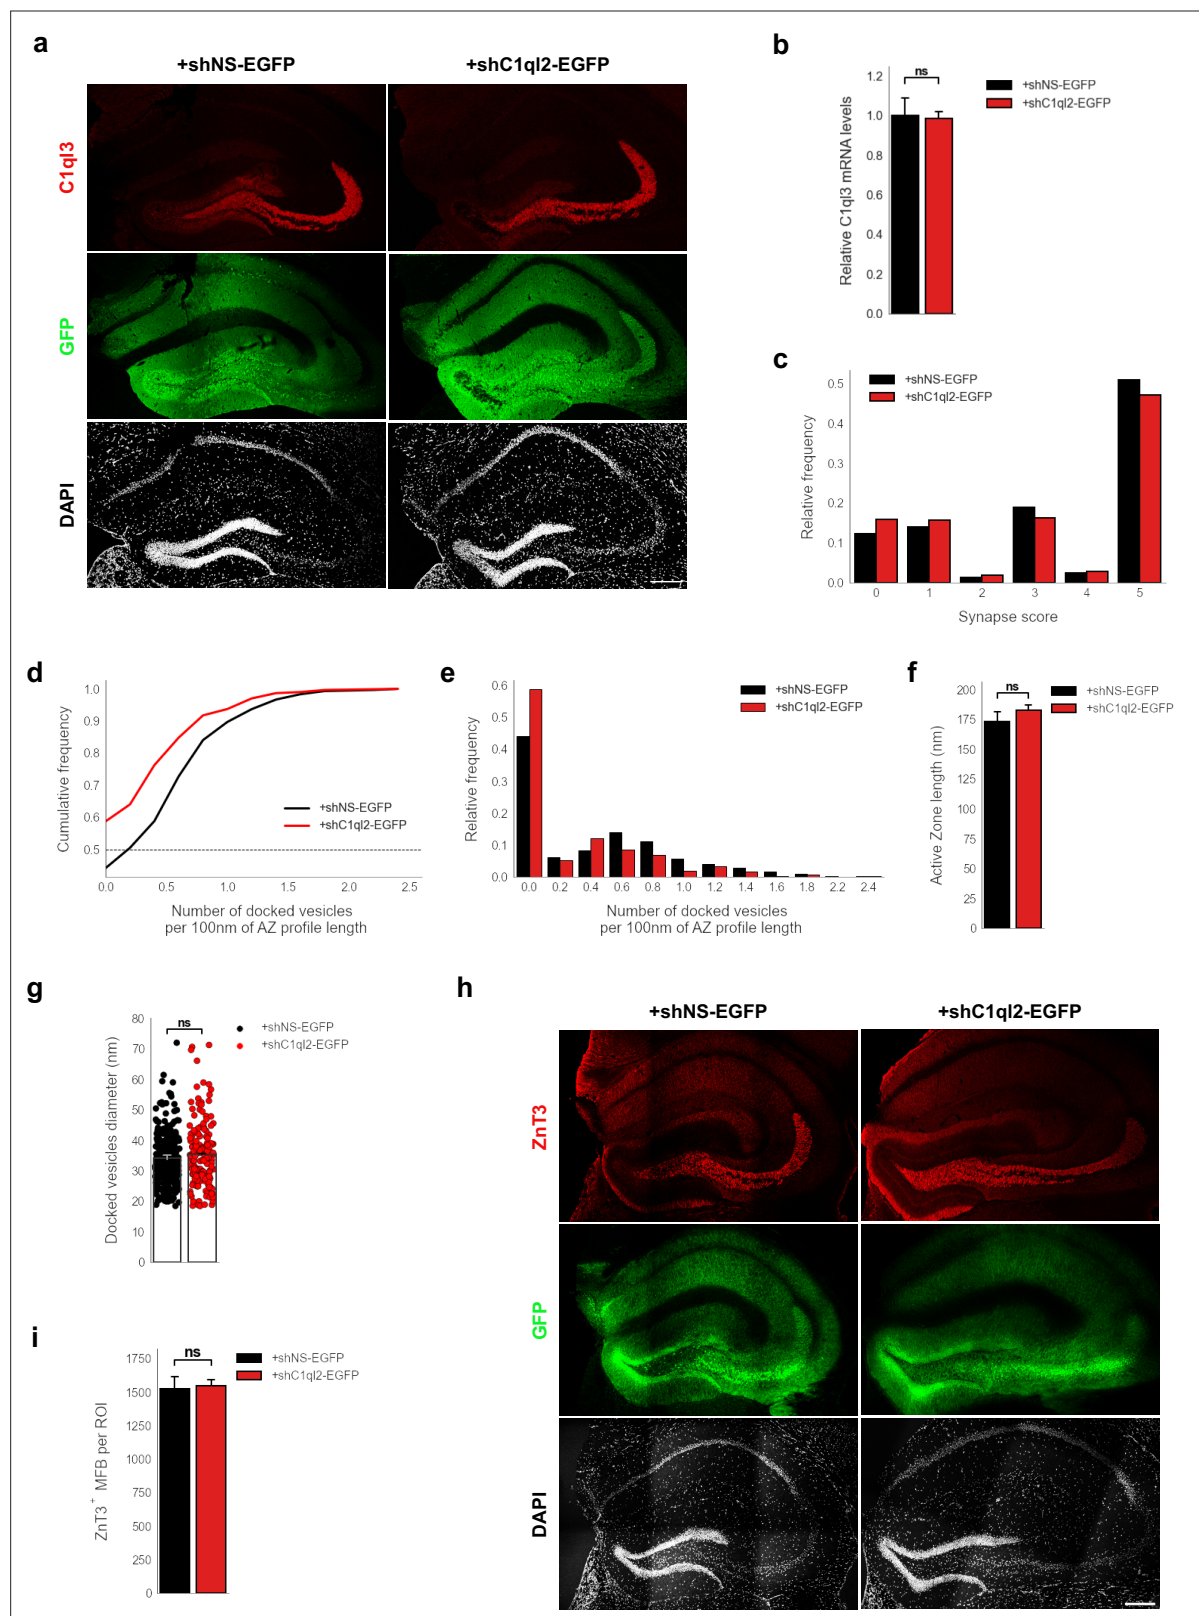 a
+shNS-EGFP
+shC1ql2-EGFP
C1ql3
GFP
DAPI
b
Relative C1ql3 mRNA levels
1.2
1.0
0.8
0.6
0.4
0.2
0.0
ns
+shNS-EGFP
+shC1ql2-EGFP
c
Relative frequency
0.5
0.4
0.3
0.2
0.1
0.0
+shNS-EGFP
+shC1ql2-EGFP
0 1 2 3 4 5
Synapse score
d
Cumulative frequency
1.0
0.9
0.8
0.7
0.6
0.5
0.4
+shNS-EGFP
+shC1ql2-EGFP
0.0 0.5 1.0 1.5 2.0 2.5
Number of docked vesicles
per 100nm of AZ profile length
e
Relative frequency
0.6
0.5
0.4
0.3
0.2
0.1
0.0
+shNS-EGFP
+shC1ql2-EGFP
0.0 0.2 0.4 0.6 0.8 1.0 1.2 1.4 1.6 1.8 2.2 2.4
Number of docked vesicles
per 100nm of AZ profile length
f
Active Zone length (nm)
200
175
150
125
100
75
50
25
0
ns
+shNS-EGFP
+shC1ql2-EGFP
g
Docked vesicles diameter (nm)
80
70
60
50
40
30
20
10
0
ns
+shNS-EGFP
+shC1ql2-EGFP
h
+shNS-EGFP
+shC1ql2-EGFP
ZnT3
GFP
DAPI
i
ZnT3+ MFB per ROI
1750
1500
1250
1000
750
500
250
0
ns
+shNS-EGFP
+shC1ql2-EGFP